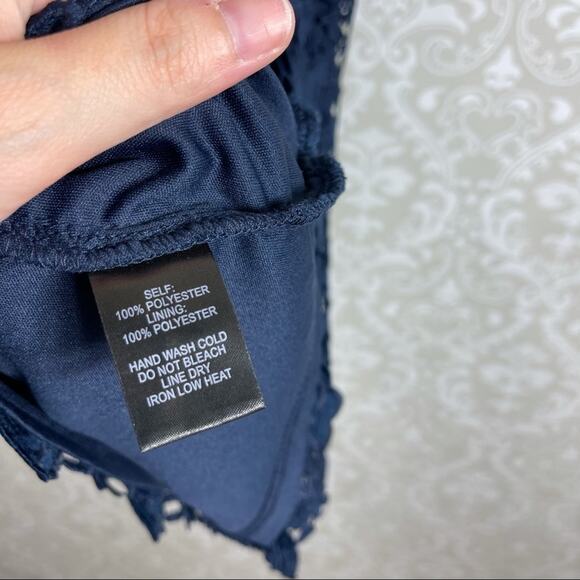 SELF:
100% POLYESTER
LINING:
100% POLYESTER
HAND WASH COLD
DO NOT BLEACH
LINE DRY
IRON LOW HEAT